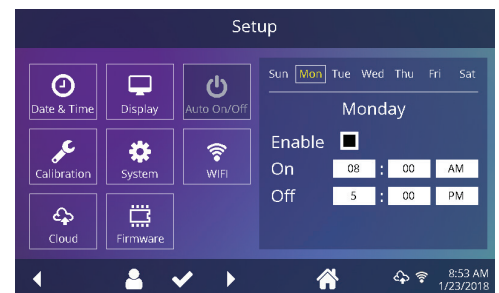 Setup
Date & Time
Display
Auto On/Off
Calibration
System
WIFI
Cloud
Firmware
Sun Mon Tue Wed Thu Fri Sat
Monday
Enable
On 08 : 00 AM
Off 5 : 00 PM
8:53 AM
1/23/2018